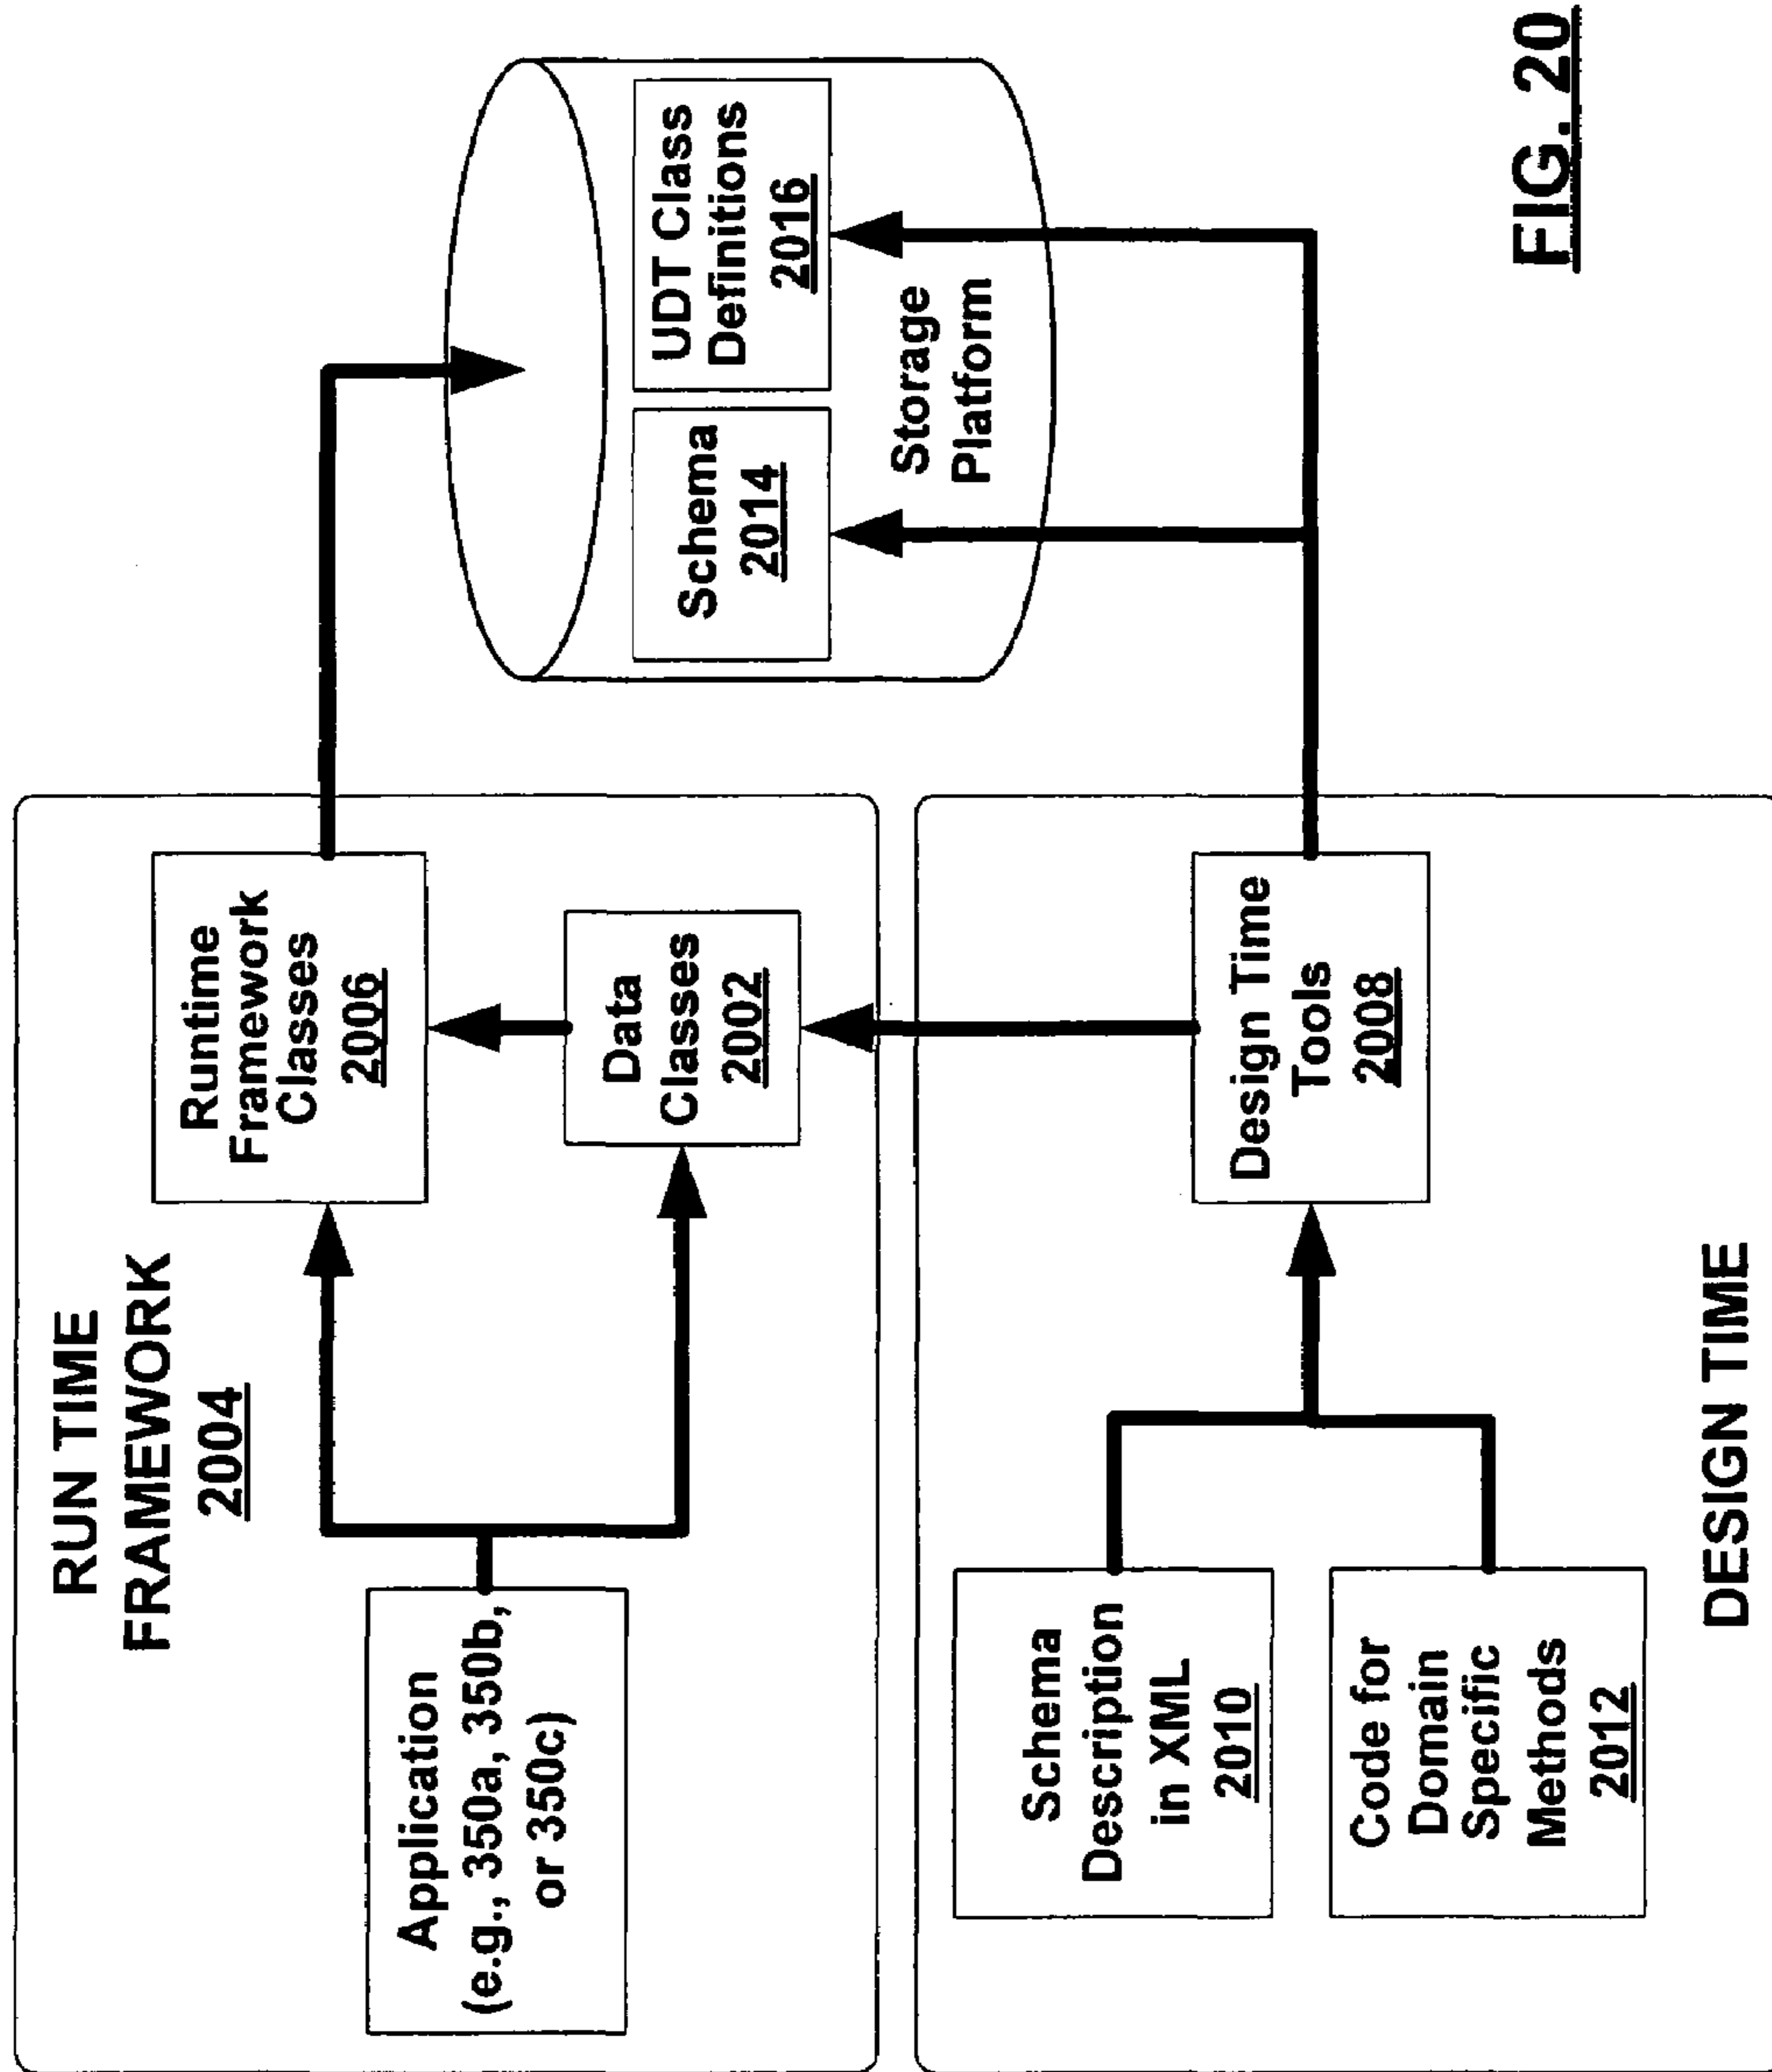 RUN TIME
FRAMEWORK
2004
Application
(e.g., 350a, 350b,
or 350c)
Runtime
Framework
Classes
2006
Data
Classes
2002
Schema
Description
in XML
2010
Code for
Domain
Specific
Methods
2012
Design Time
Tools
2008
DESIGN TIME
Schema
2014
UDT Class
Definitions
2016
Storage
Platform
FIG. 20